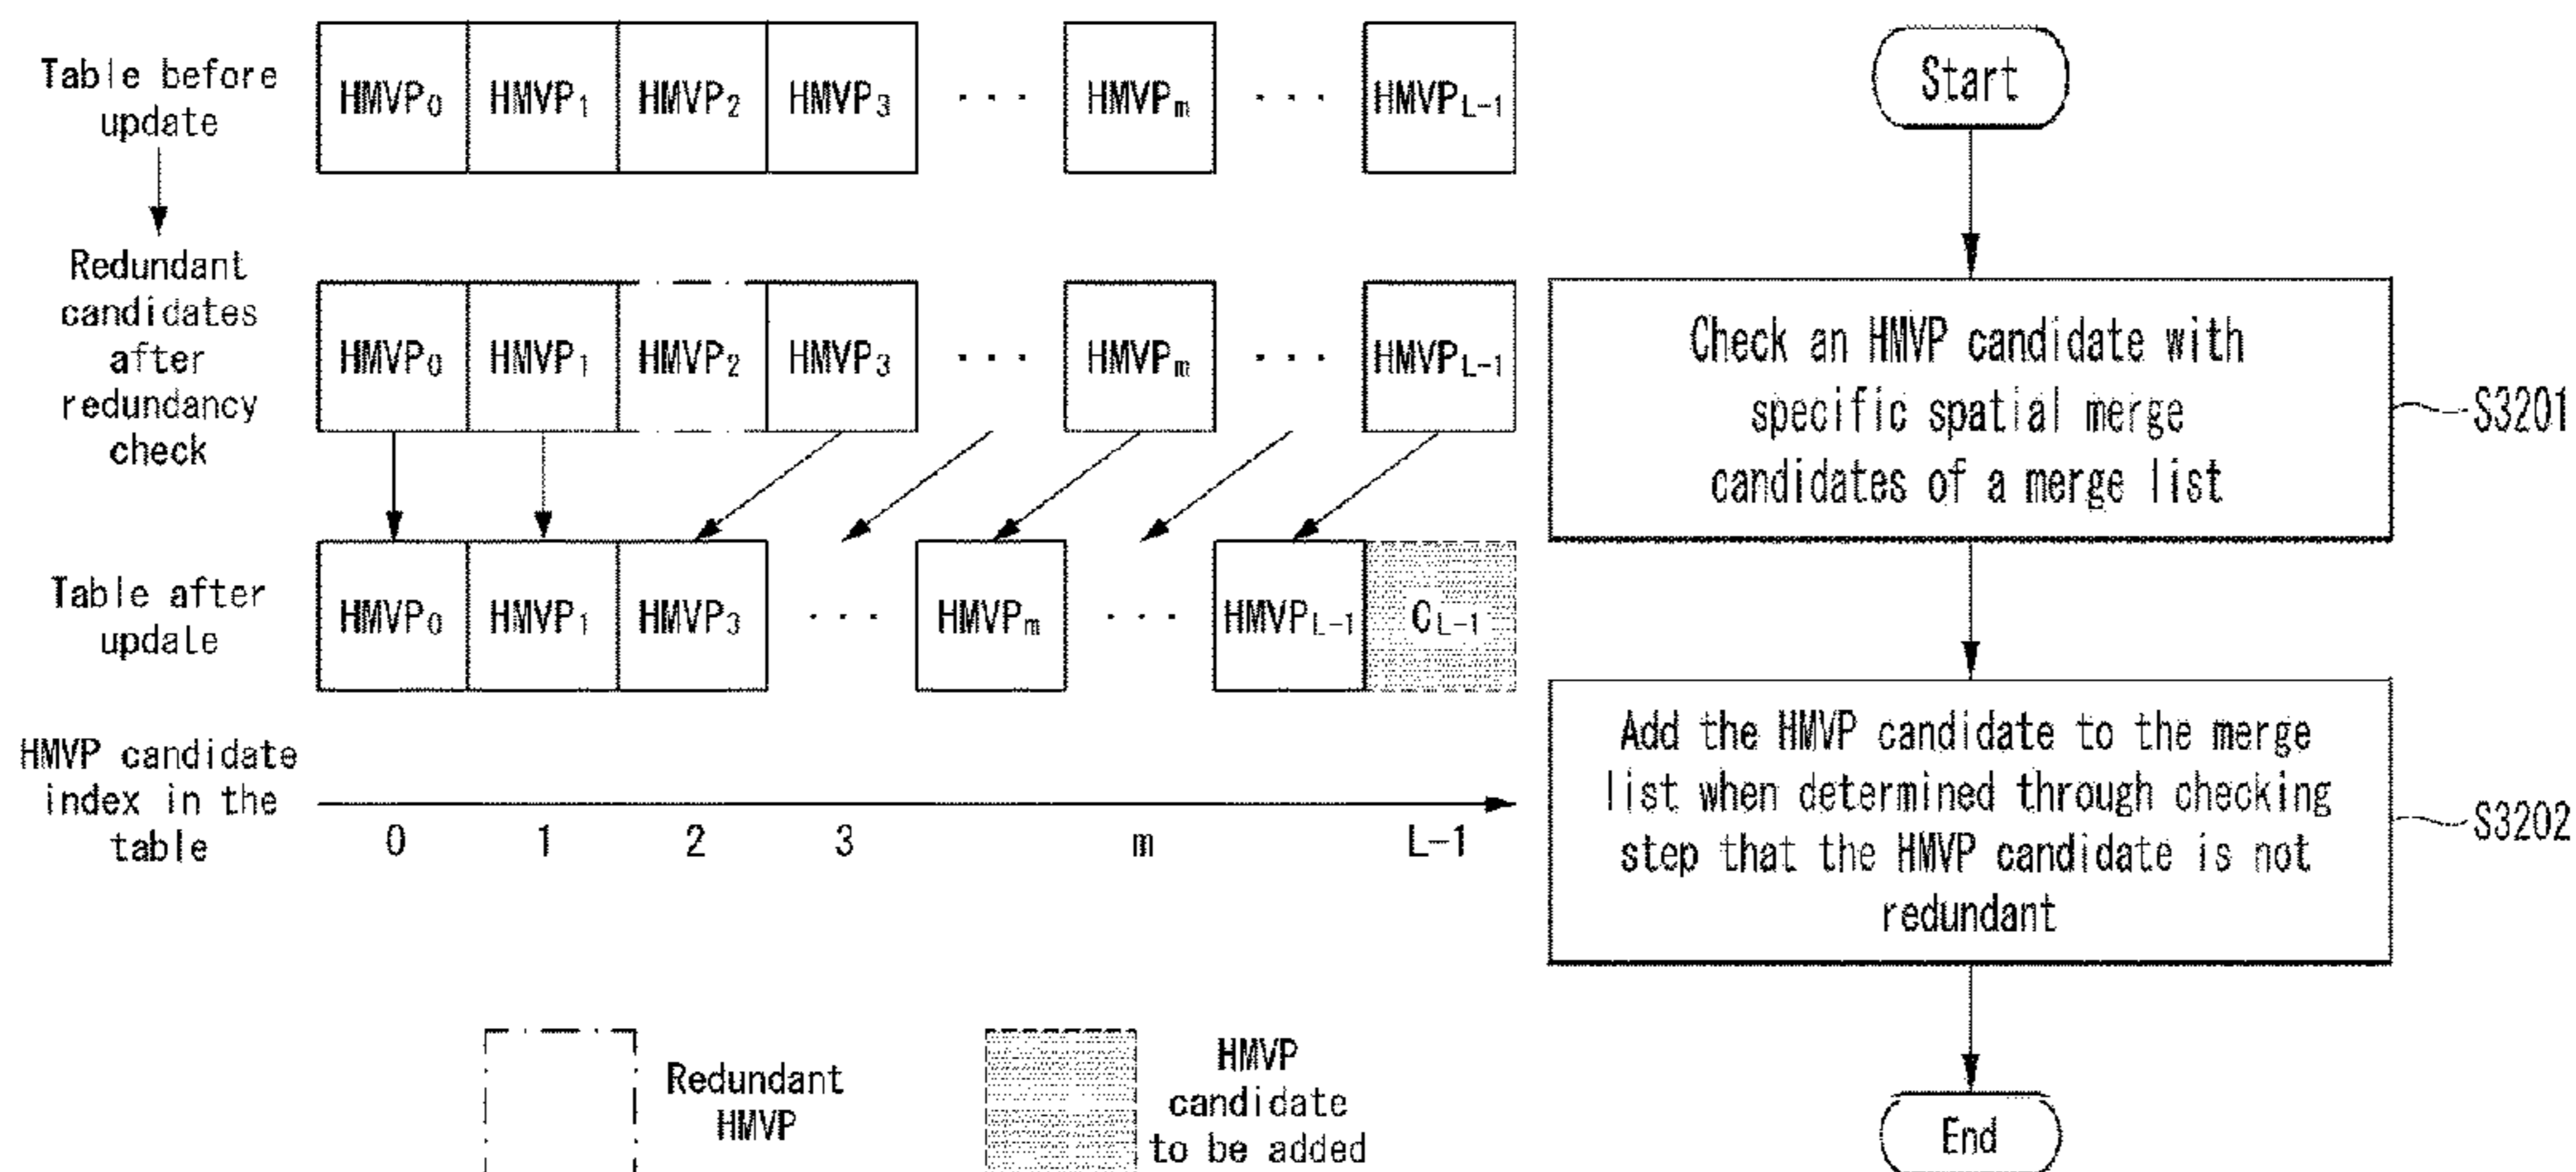 Table before
update
HMVP0 HMVP1 HMVP2 HMVP3 · · · HMVPm · · · HMVPL-1
Redundant
candidates
after
redundancy
check
HMVP0 HMVP1 HMVP2 HMVP3 · · · HMVPm · · · HMVPL-1
Table after
update
HMVP0 HMVP1 HMVP3 · · · HMVPm · · · HMVPL-1 CL-1
HMVP candidate
index in the
table
0 1 2 3 m L-1
Redundant
HMVP
HMVP
candidate
to be added
Start
Check an HMVP candidate with
specific spatial merge
candidates of a merge list
S3201
Add the HMVP candidate to the merge
list when determined through checking
step that the HMVP candidate is not
redundant
S3202
End